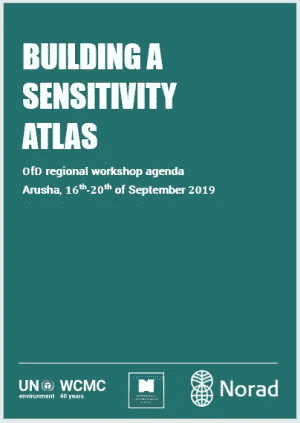 BUILDING A
SENSITIVITY
ATLAS
OfD regional workshop agenda
Arusha, 16th-20th of September 2019
UN WCMC
environment 40 years
Norad